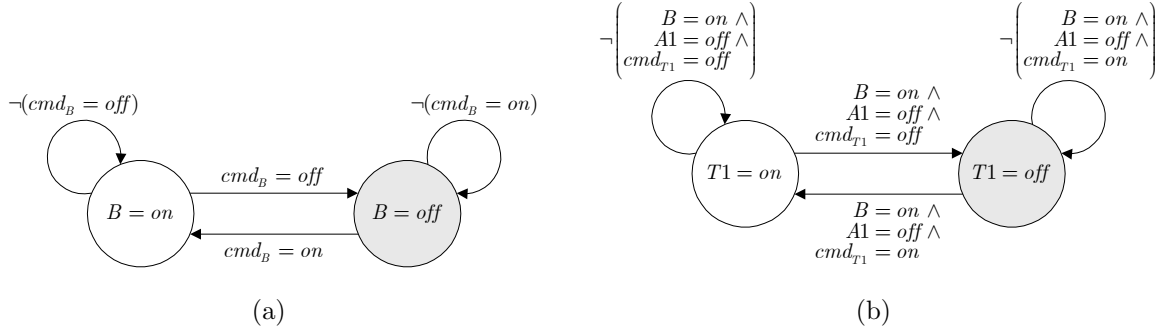 ¬(cmd_B = off)
¬(cmd_B = on)
B = on
cmd_B = off
cmd_B = on
B = off
(a)
¬ ( B = on ∧
A1 = off ∧
cmd_T1 = off )
¬ ( B = on ∧
A1 = off ∧
cmd_T1 = on )
B = on ∧
A1 = off ∧
cmd_T1 = off
T1 = on
T1 = off
B = on ∧
A1 = off ∧
cmd_T1 = on
(b)